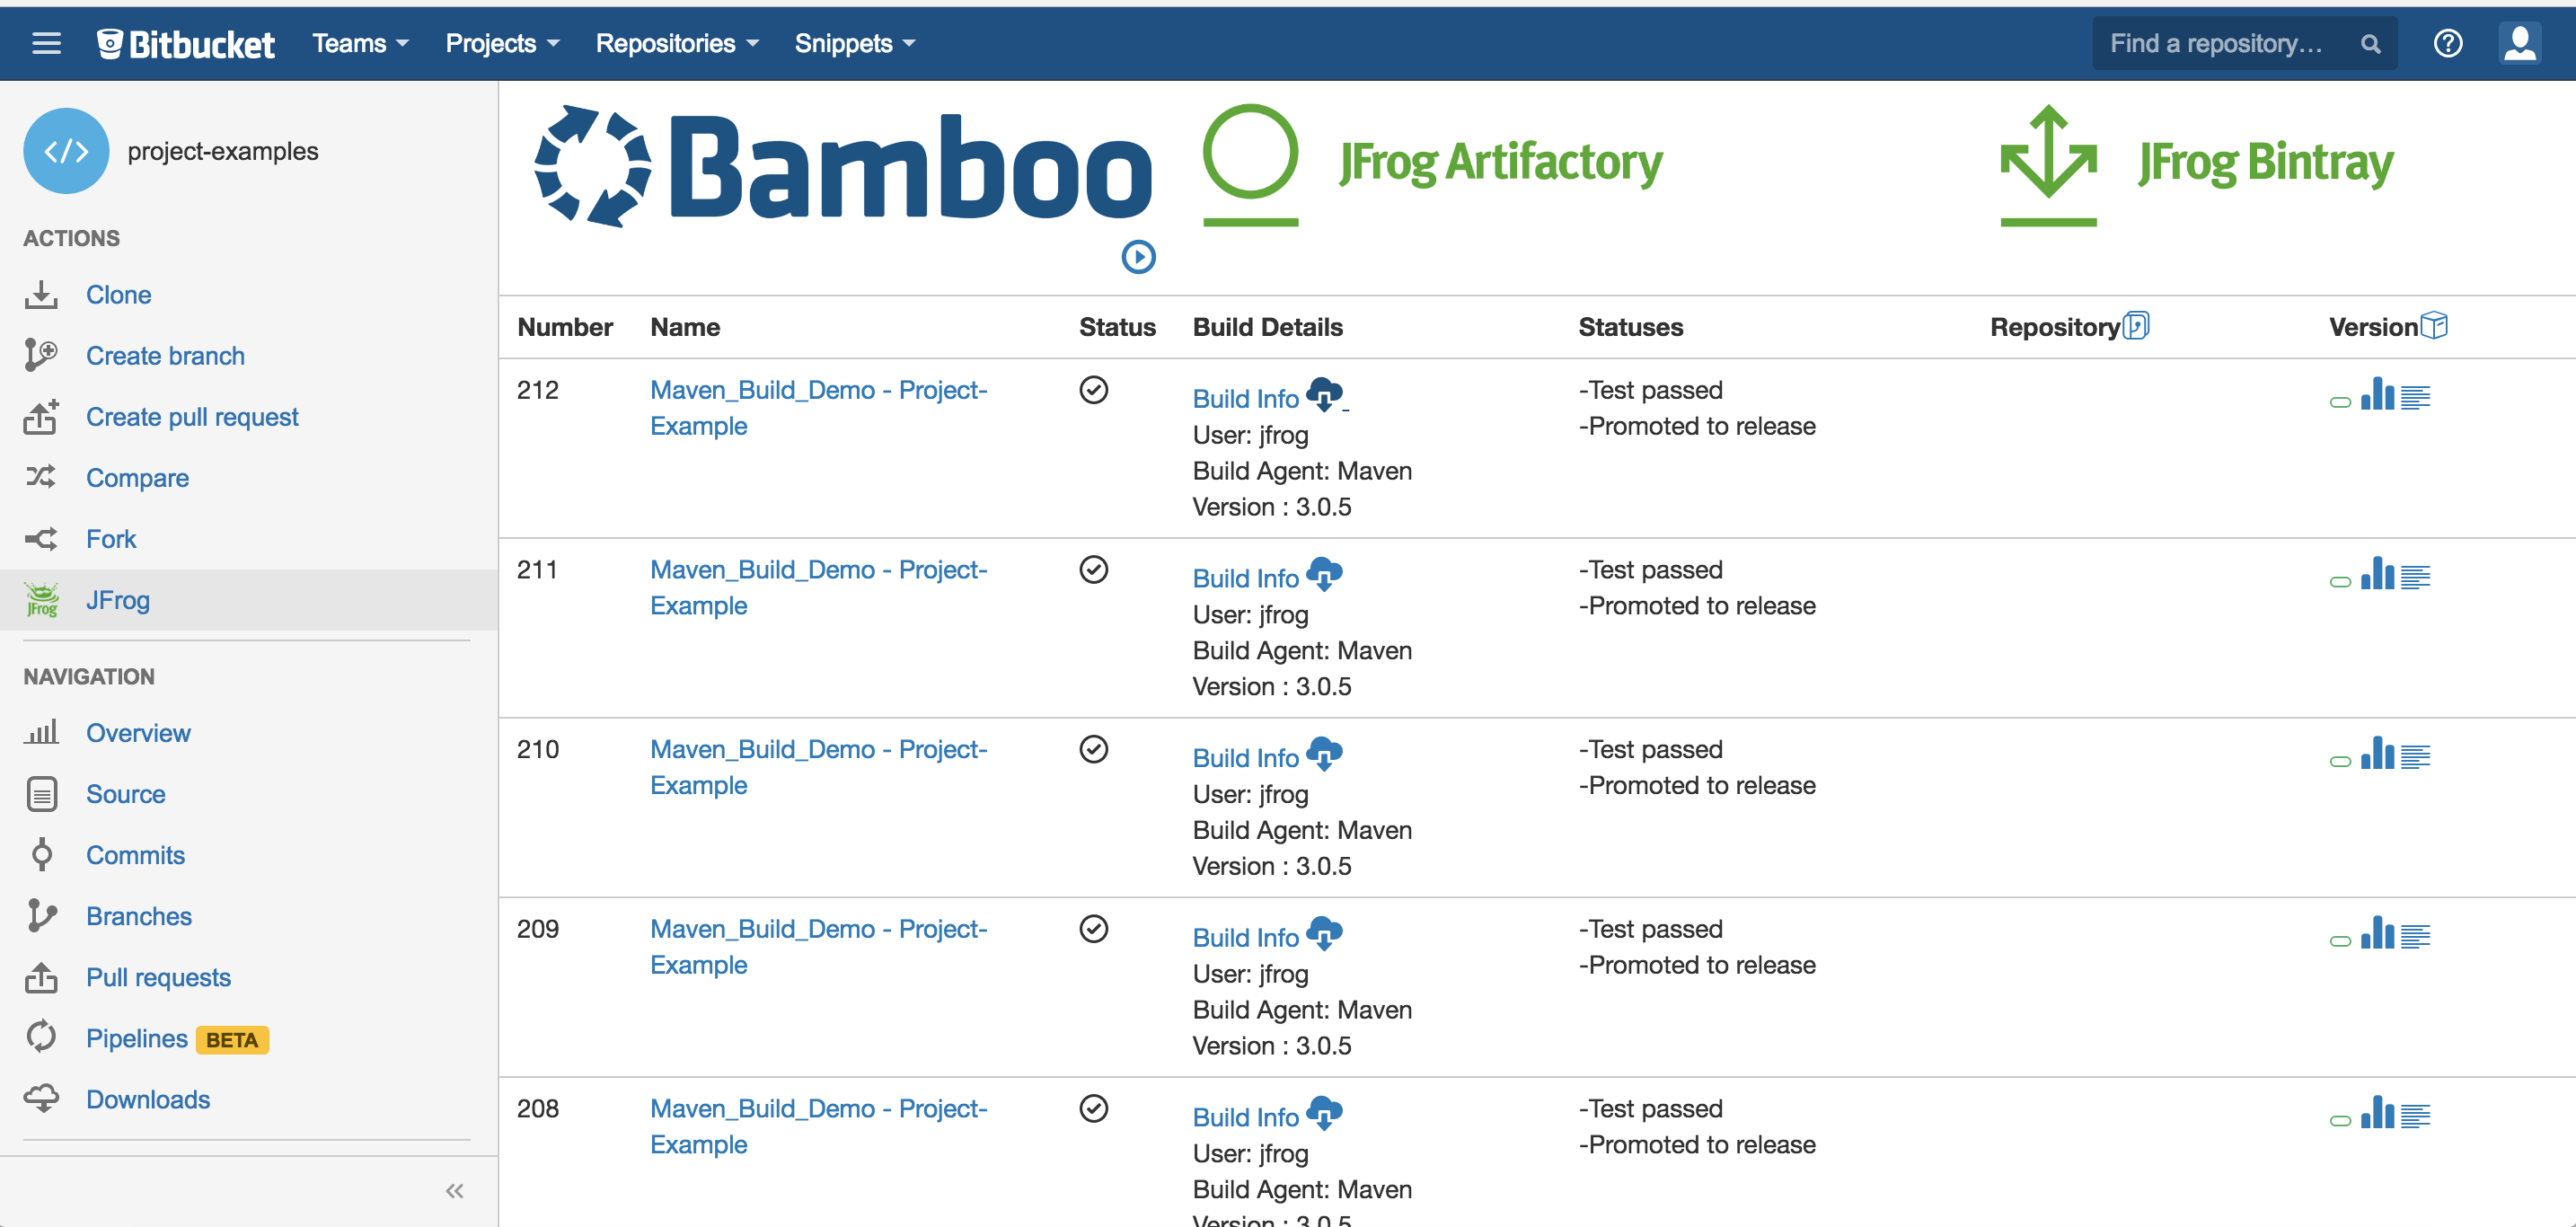 Bitbucket Teams Projects Repositories Snippets Find a repository...
</> project-examples
ACTIONS
Clone
Create branch
Create pull request
Compare
Fork
JFrog JFrog
NAVIGATION
Overview
Source
Commits
Branches
Pull requests
Pipelines BETA
Downloads
Bamboo JFrog Artifactory JFrog Bintray
Number Name Status Build Details Statuses Repository Version
212 Maven_Build_Demo - Project- Build Info -Test passed
Example User: jfrog -Promoted to release
Build Agent: Maven
Version : 3.0.5
211 Maven_Build_Demo - Project- Build Info -Test passed
Example User: jfrog -Promoted to release
Build Agent: Maven
Version : 3.0.5
210 Maven_Build_Demo - Project- Build Info -Test passed
Example User: jfrog -Promoted to release
Build Agent: Maven
Version : 3.0.5
209 Maven_Build_Demo - Project- Build Info -Test passed
Example User: jfrog -Promoted to release
Build Agent: Maven
Version : 3.0.5
208 Maven_Build_Demo - Project- Build Info -Test passed
Example User: jfrog -Promoted to release
Build Agent: Maven
Version : 3.0.5